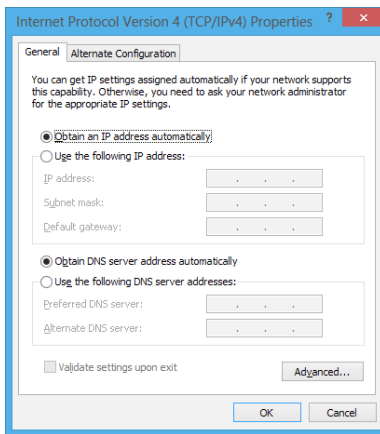 Internet Protocol Version 4 (TCP/IPv4) Properties ? ×
General Alternate Configuration
You can get IP settings assigned automatically if your network supports
this capability. Otherwise, you need to ask your network administrator
for the appropriate IP settings.
Obtain an IP address automatically
Use the following IP address:
IP address: . . .
Subnet mask: . . .
Default gateway: . . .
Obtain DNS server address automatically
Use the following DNS server addresses:
Preferred DNS server: . . .
Alternate DNS server: . . .
Validate settings upon exit
Advanced...
OK Cancel